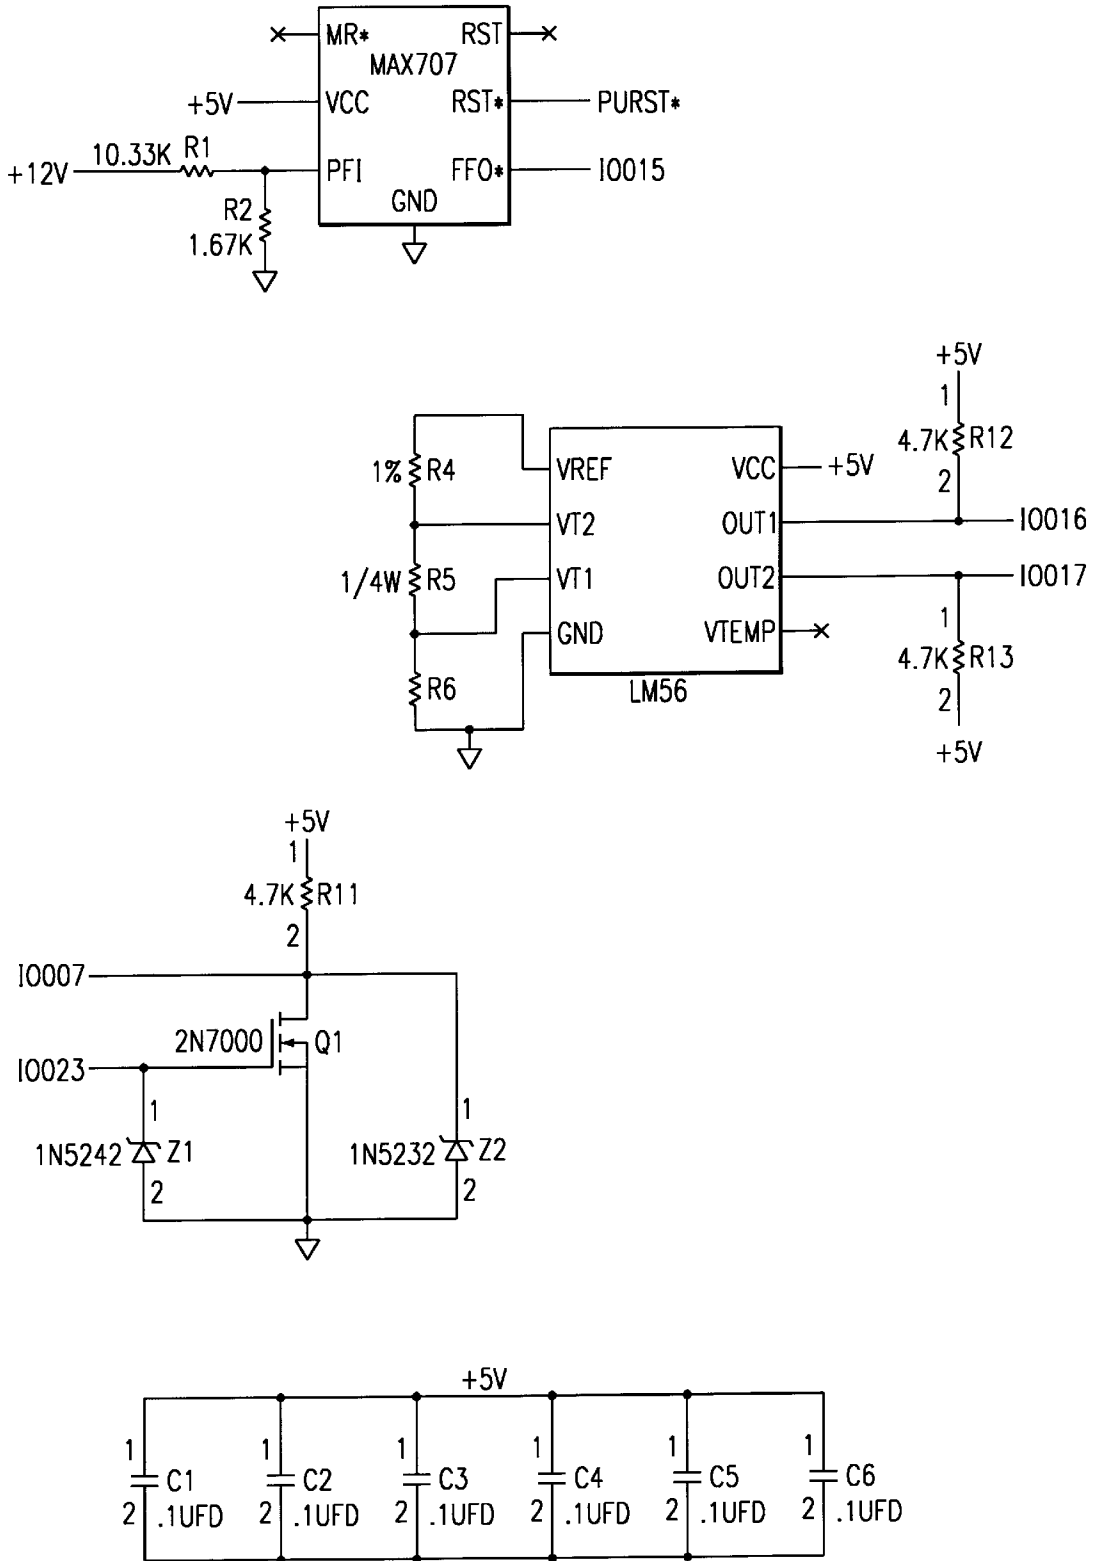 MR*
RST
MAX707
+5V
VCC
RST*
PURST*
+12V
10.33K R1
PFI
FFO*
IO015
R2
1.67K
GND
+5V
1
4.7K R12
2
1% R4
VREF
VCC
+5V
VT2
OUT1
IO016
1/4W R5
VT1
OUT2
IO017
GND
VTEMP
1
4.7K R13
2
+5V
R6
LM56
+5V
1
4.7K R11
2
IO007
2N7000 Q1
IO023
1
1N5242 Z1
2
1
1N5232 Z2
2
+5V
1
C1
2 .1UFD
1
C2
2 .1UFD
1
C3
2 .1UFD
1
C4
2 .1UFD
1
C5
2 .1UFD
1
C6
2 .1UFD